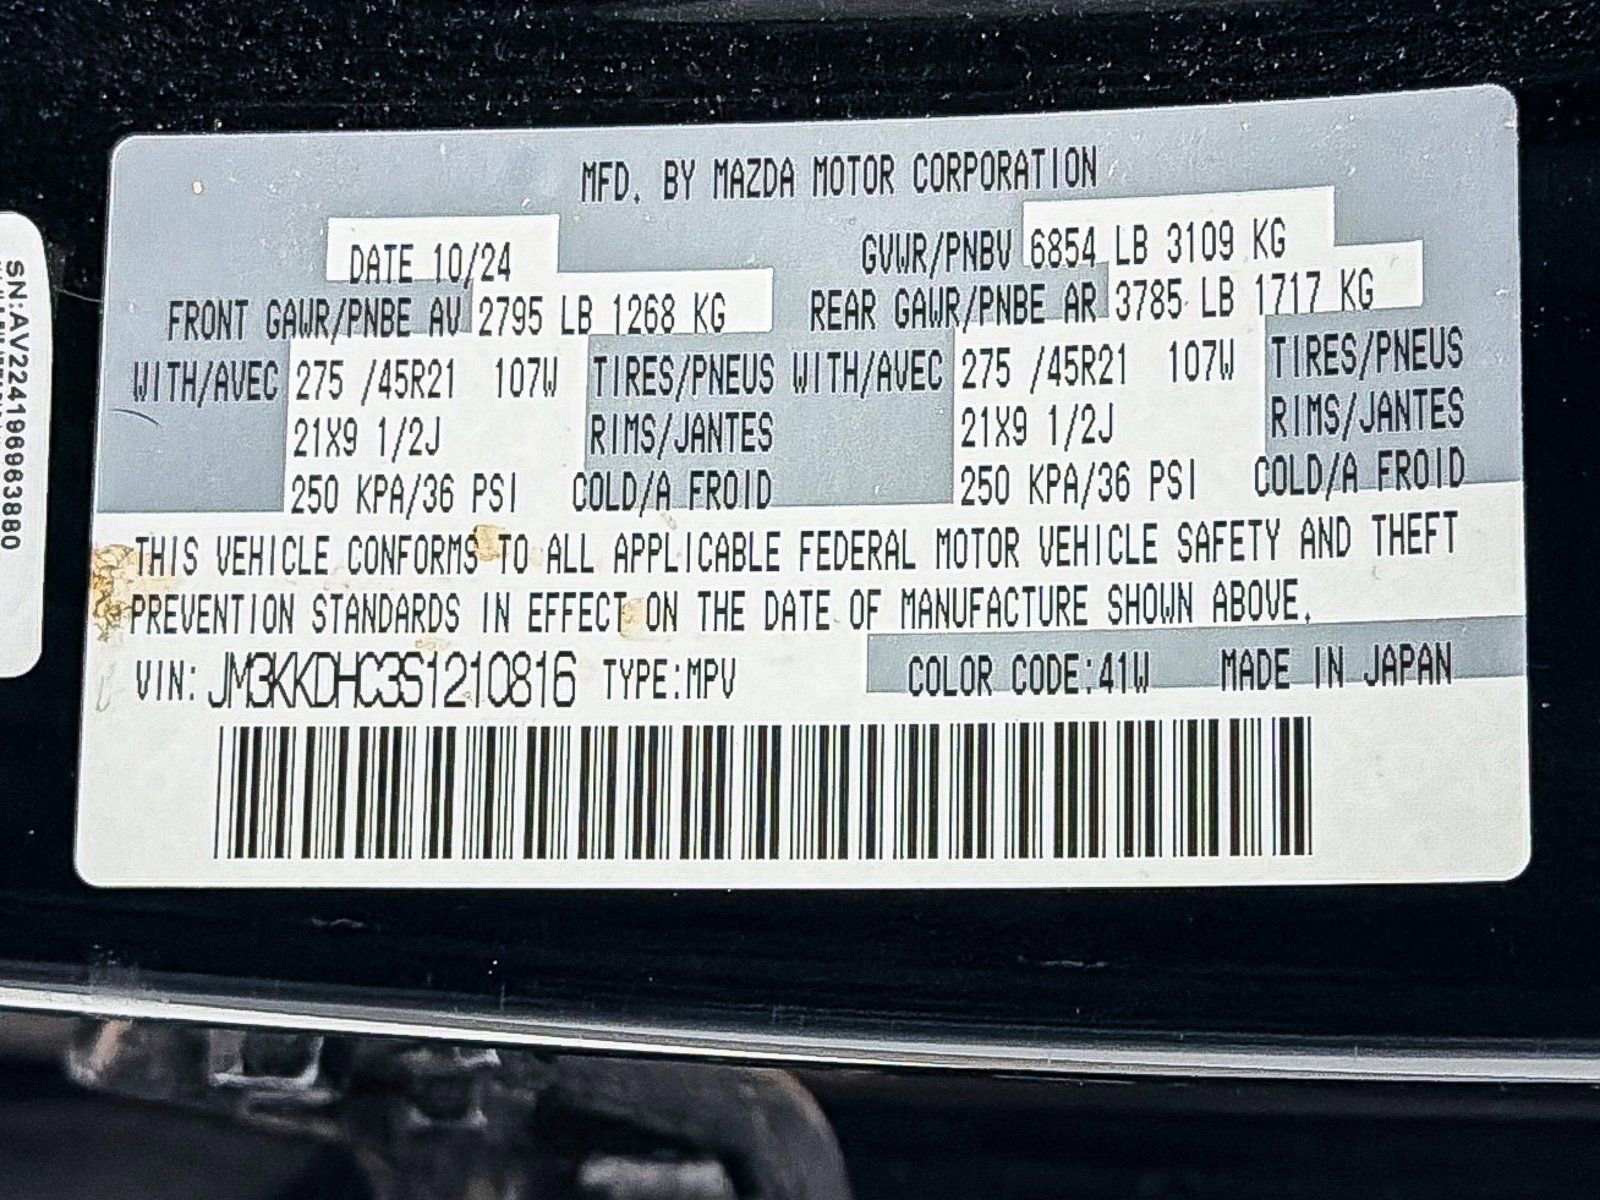 MFD. BY MAZDA MOTOR CORPORATION
DATE 10/24 GVWR/PNBV 6854 LB 3109 KG
FRONT GAWR/PNBE AV 2795 LB 1268 KG REAR GAWR/PNBE AR 3785 LB 1717 KG
WITH/AVEC 275 /45R21 107W TIRES/PNEUS WITH/AVEC 275 /45R21 107W TIRES/PNEUS
21X9 1/2J RIMS/JANTES 21X9 1/2J RIMS/JANTES
250 KPA/36 PSI COLD/A FROID 250 KPA/36 PSI COLD/A FROID
THIS VEHICLE CONFORMS TO ALL APPLICABLE FEDERAL MOTOR VEHICLE SAFETY AND THEFT
PREVENTION STANDARDS IN EFFECT ON THE DATE OF MANUFACTURE SHOWN ABOVE.
VIN: JM3KKDHC3S1210816 TYPE:MPV COLOR CODE:41W MADE IN JAPAN
SN:AV22419696983880